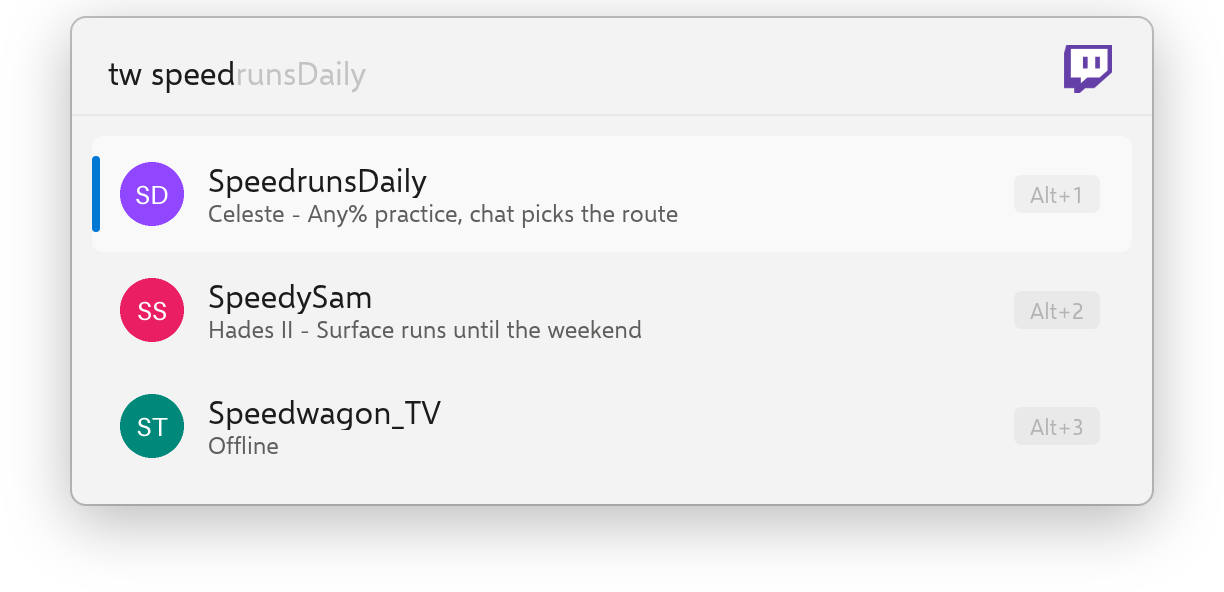 tw speedrunsDaily
SD
SpeedrunsDaily
Celeste - Any% practice, chat picks the route
Alt+1
SS
SpeedySam
Hades II - Surface runs until the weekend
Alt+2
ST
Speedwagon_TV
Offline
Alt+3